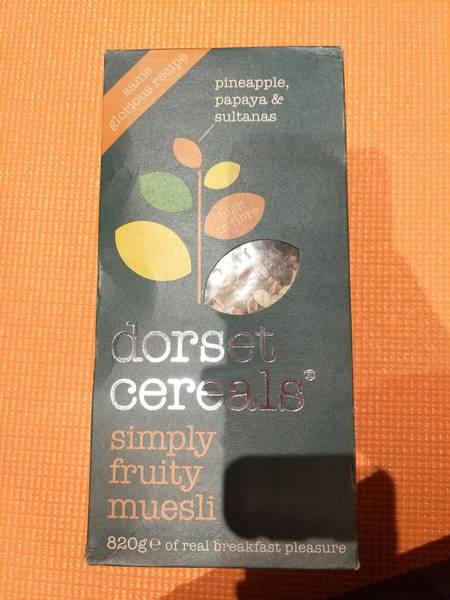 same
glorious recipe
pineapple,
papaya &
sultanas
high
in fibre
dorset
cereals®
simply
fruity
muesli
820g℮ of real breakfast pleasure